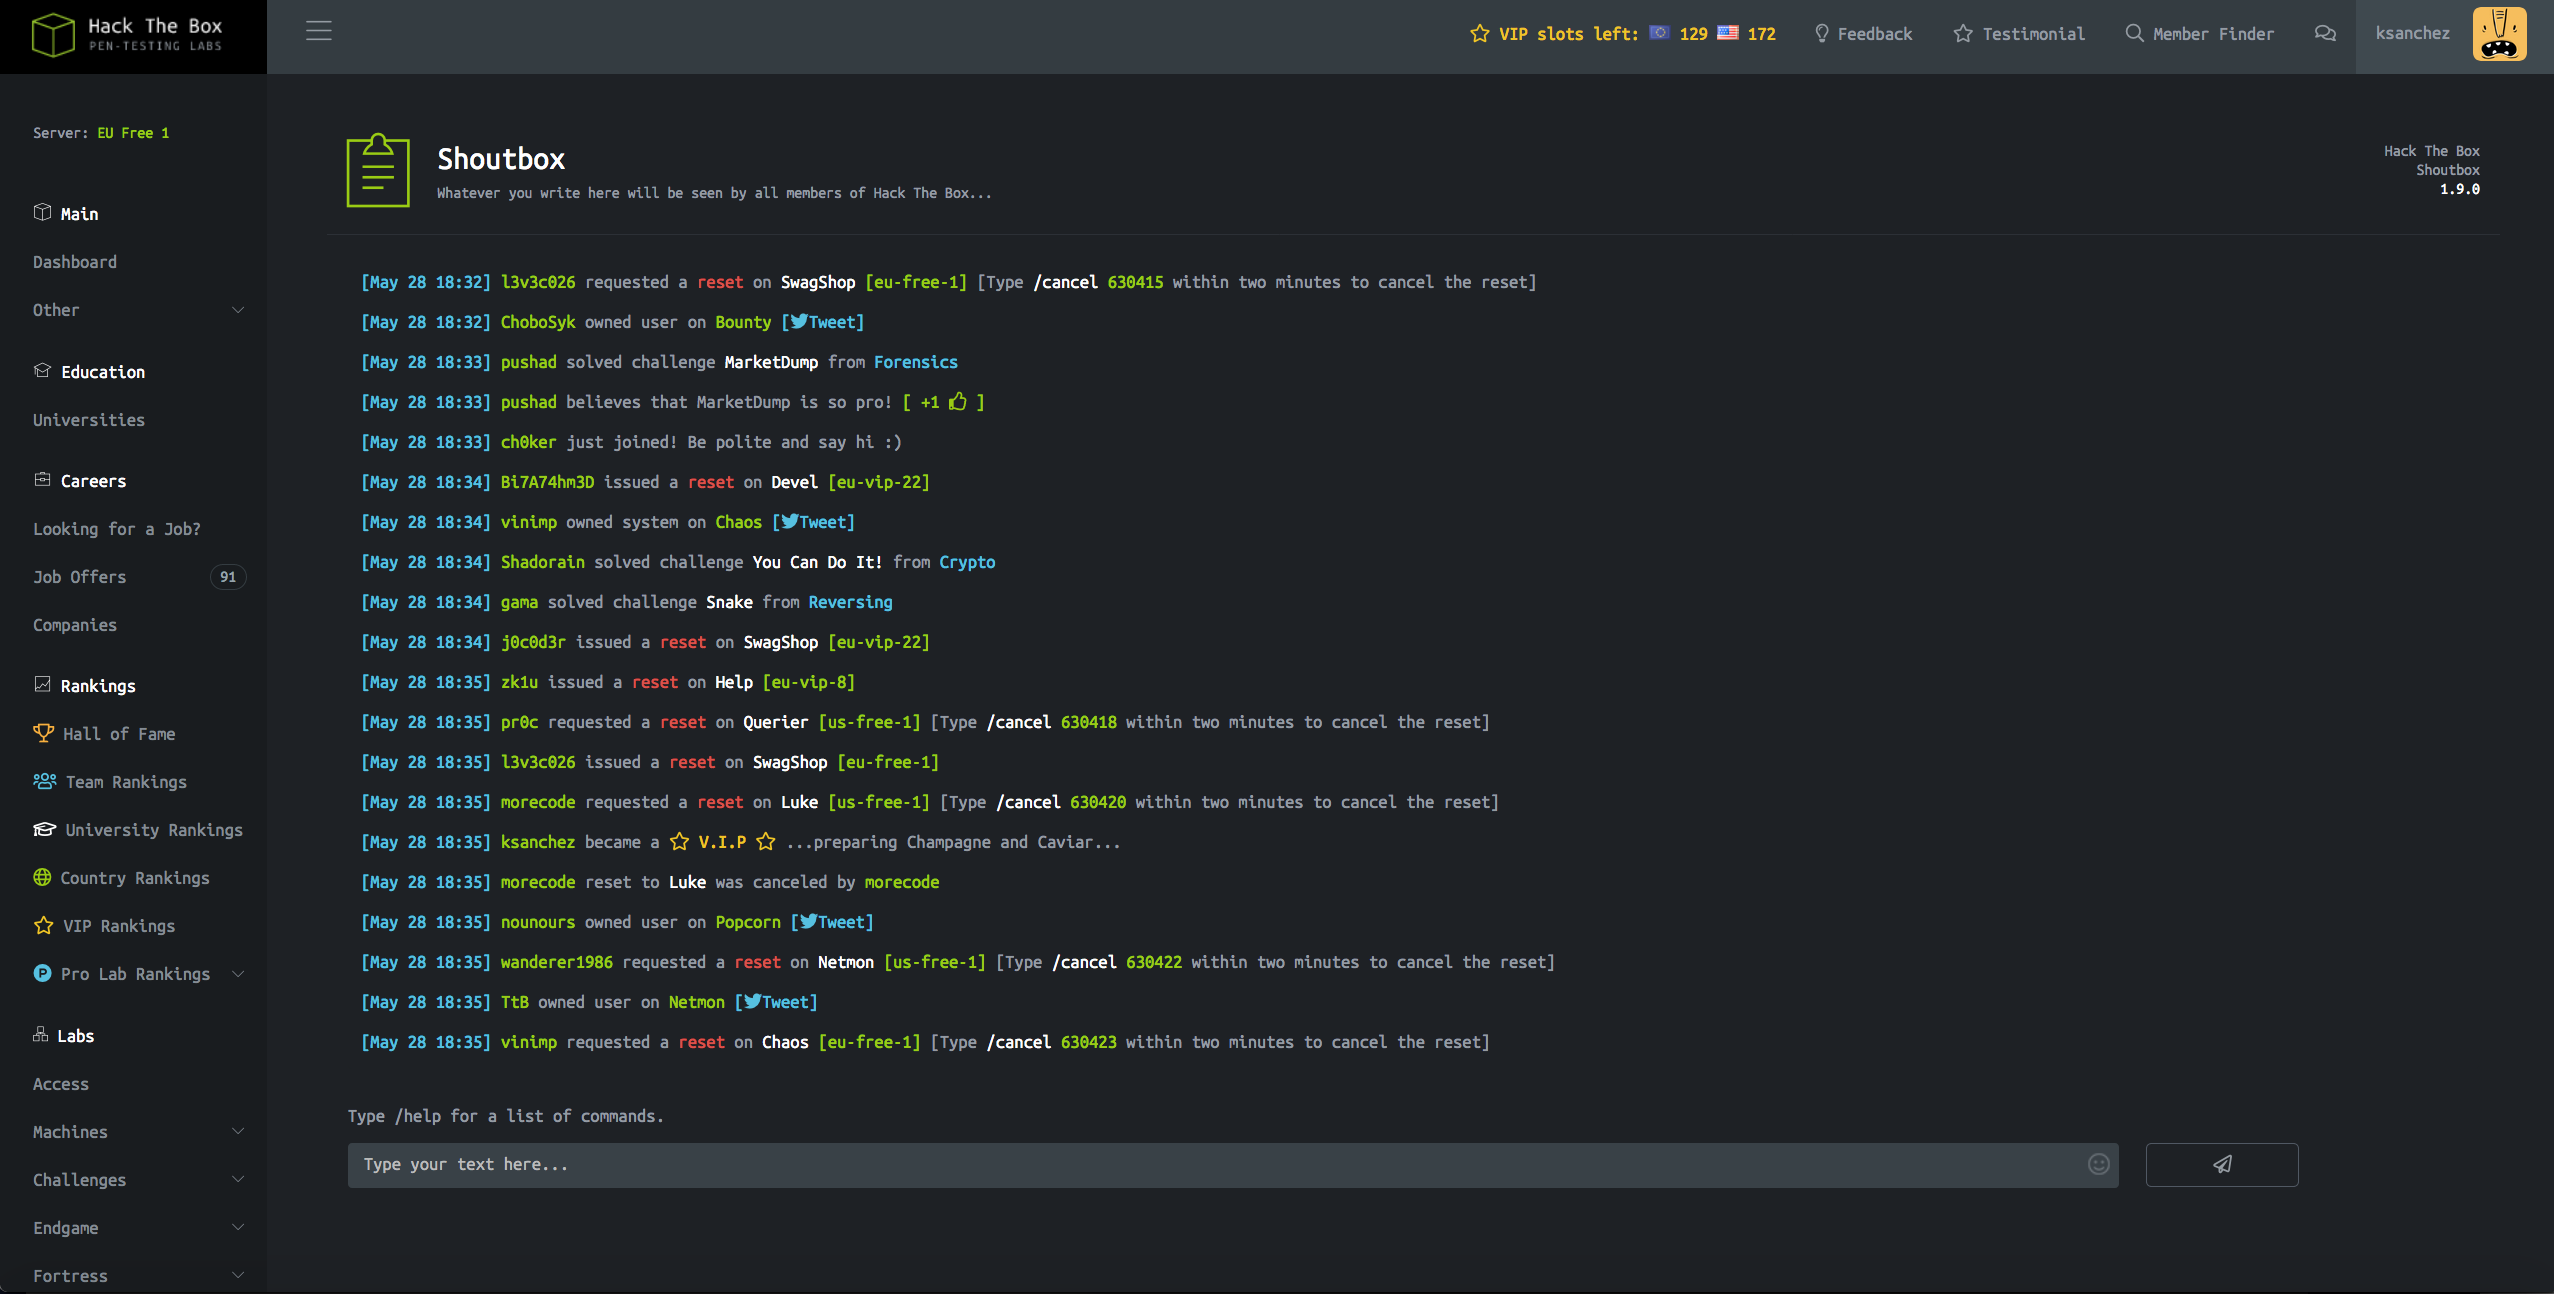 Hack The Box
PEN-TESTING LABS
VIP slots left: 129 172
Feedback
Testimonial
Member Finder
ksanchez
Server: EU Free 1
Main
Dashboard
Other
Education
Universities
Careers
Looking for a Job?
Job Offers 91
Companies
Rankings
Hall of Fame
Team Rankings
University Rankings
Country Rankings
VIP Rankings
Pro Lab Rankings
Labs
Access
Machines
Challenges
Endgame
Fortress
Shoutbox
Whatever you write here will be seen by all members of Hack The Box...
Hack The Box
Shoutbox
1.9.0
[May 28 18:32] l3v3c026 requested a reset on SwagShop [eu-free-1] [Type /cancel 630415 within two minutes to cancel the reset]
[May 28 18:32] ChoboSyk owned user on Bounty [Tweet]
[May 28 18:33] pushad solved challenge MarketDump from Forensics
[May 28 18:33] pushad believes that MarketDump is so pro! [ +1 ]
[May 28 18:33] ch0ker just joined! Be polite and say hi :)
[May 28 18:34] Bi7A74hm3D issued a reset on Devel [eu-vip-22]
[May 28 18:34] vinimp owned system on Chaos [Tweet]
[May 28 18:34] Shadorain solved challenge You Can Do It! from Crypto
[May 28 18:34] gama solved challenge Snake from Reversing
[May 28 18:34] j0c0d3r issued a reset on SwagShop [eu-vip-22]
[May 28 18:35] zk1u issued a reset on Help [eu-vip-8]
[May 28 18:35] pr0c requested a reset on Querier [us-free-1] [Type /cancel 630418 within two minutes to cancel the reset]
[May 28 18:35] l3v3c026 issued a reset on SwagShop [eu-free-1]
[May 28 18:35] morecode requested a reset on Luke [us-free-1] [Type /cancel 630420 within two minutes to cancel the reset]
[May 28 18:35] ksanchez became a V.I.P ...preparing Champagne and Caviar...
[May 28 18:35] morecode reset to Luke was canceled by morecode
[May 28 18:35] nounours owned user on Popcorn [Tweet]
[May 28 18:35] wanderer1986 requested a reset on Netmon [us-free-1] [Type /cancel 630422 within two minutes to cancel the reset]
[May 28 18:35] TtB owned user on Netmon [Tweet]
[May 28 18:35] vinimp requested a reset on Chaos [eu-free-1] [Type /cancel 630423 within two minutes to cancel the reset]
Type /help for a list of commands.
Type your text here...